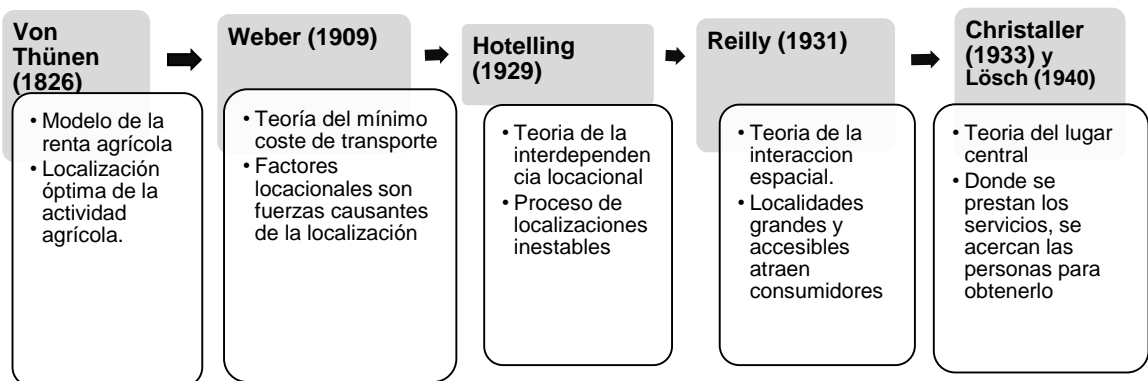 Von
Thünen
(1826)
• Modelo de la
renta agrícola
• Localización
óptima de la
actividad
agrícola.
Weber (1909)
• Teoría del mínimo
coste de transporte
• Factores
locacionales son
fuerzas causantes
de la localización
Hotelling
(1929)
• Teoria de la
interdependen
cia locacional
• Proceso de
localizaciones
inestables
Reilly (1931)
• Teoria de la
interaccion
espacial.
• Localidades
grandes y
accesibles
atraen
consumidores
Christaller
(1933) y
Lösch (1940)
• Teoria del lugar
central
• Donde se
prestan los
servicios, se
acercan las
personas para
obtenerlo